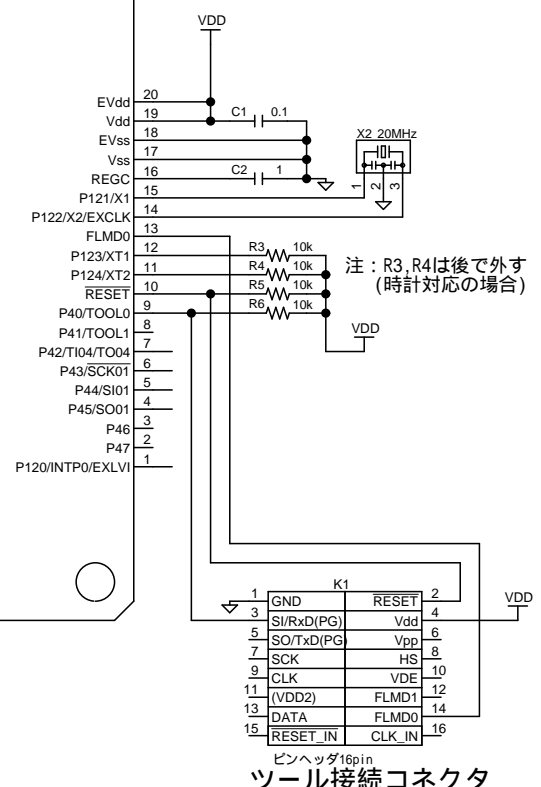 VDD
EVdd 20
Vdd 19 C1 0.1
EVss 18
Vss 17
REGC 16 C2 1
P121/X1 15
P122/X2/EXCLK 14
X2 20MHz
1 2 3
FLMD0 13
P123/XT1 12 R3 10k
P124/XT2 11 R4 10k
RESET 10 R5 10k
P40/TOOL0 9 R6 10k
注：R3,R4は後で外す
(時計対応の場合)
VDD
P41/TOOL1 8
P42/TI04/TO04 7
P43/SCK01 6
P44/SI01 5
P45/SO01 4
P46 3
P47 2
P120/INTP0/EXLVI 1
K1
VDD
1 GND RESET 2
3 SI/RxD(PG) Vdd 4
5 SO/TxD(PG) Vpp 6
7 SCK HS 8
9 CLK VDE 10
11 (VDD2) FLMD1 12
13 DATA FLMD0 14
15 RESET_IN CLK_IN 16
ピンヘッダ16pin
ツール接続コネクタ